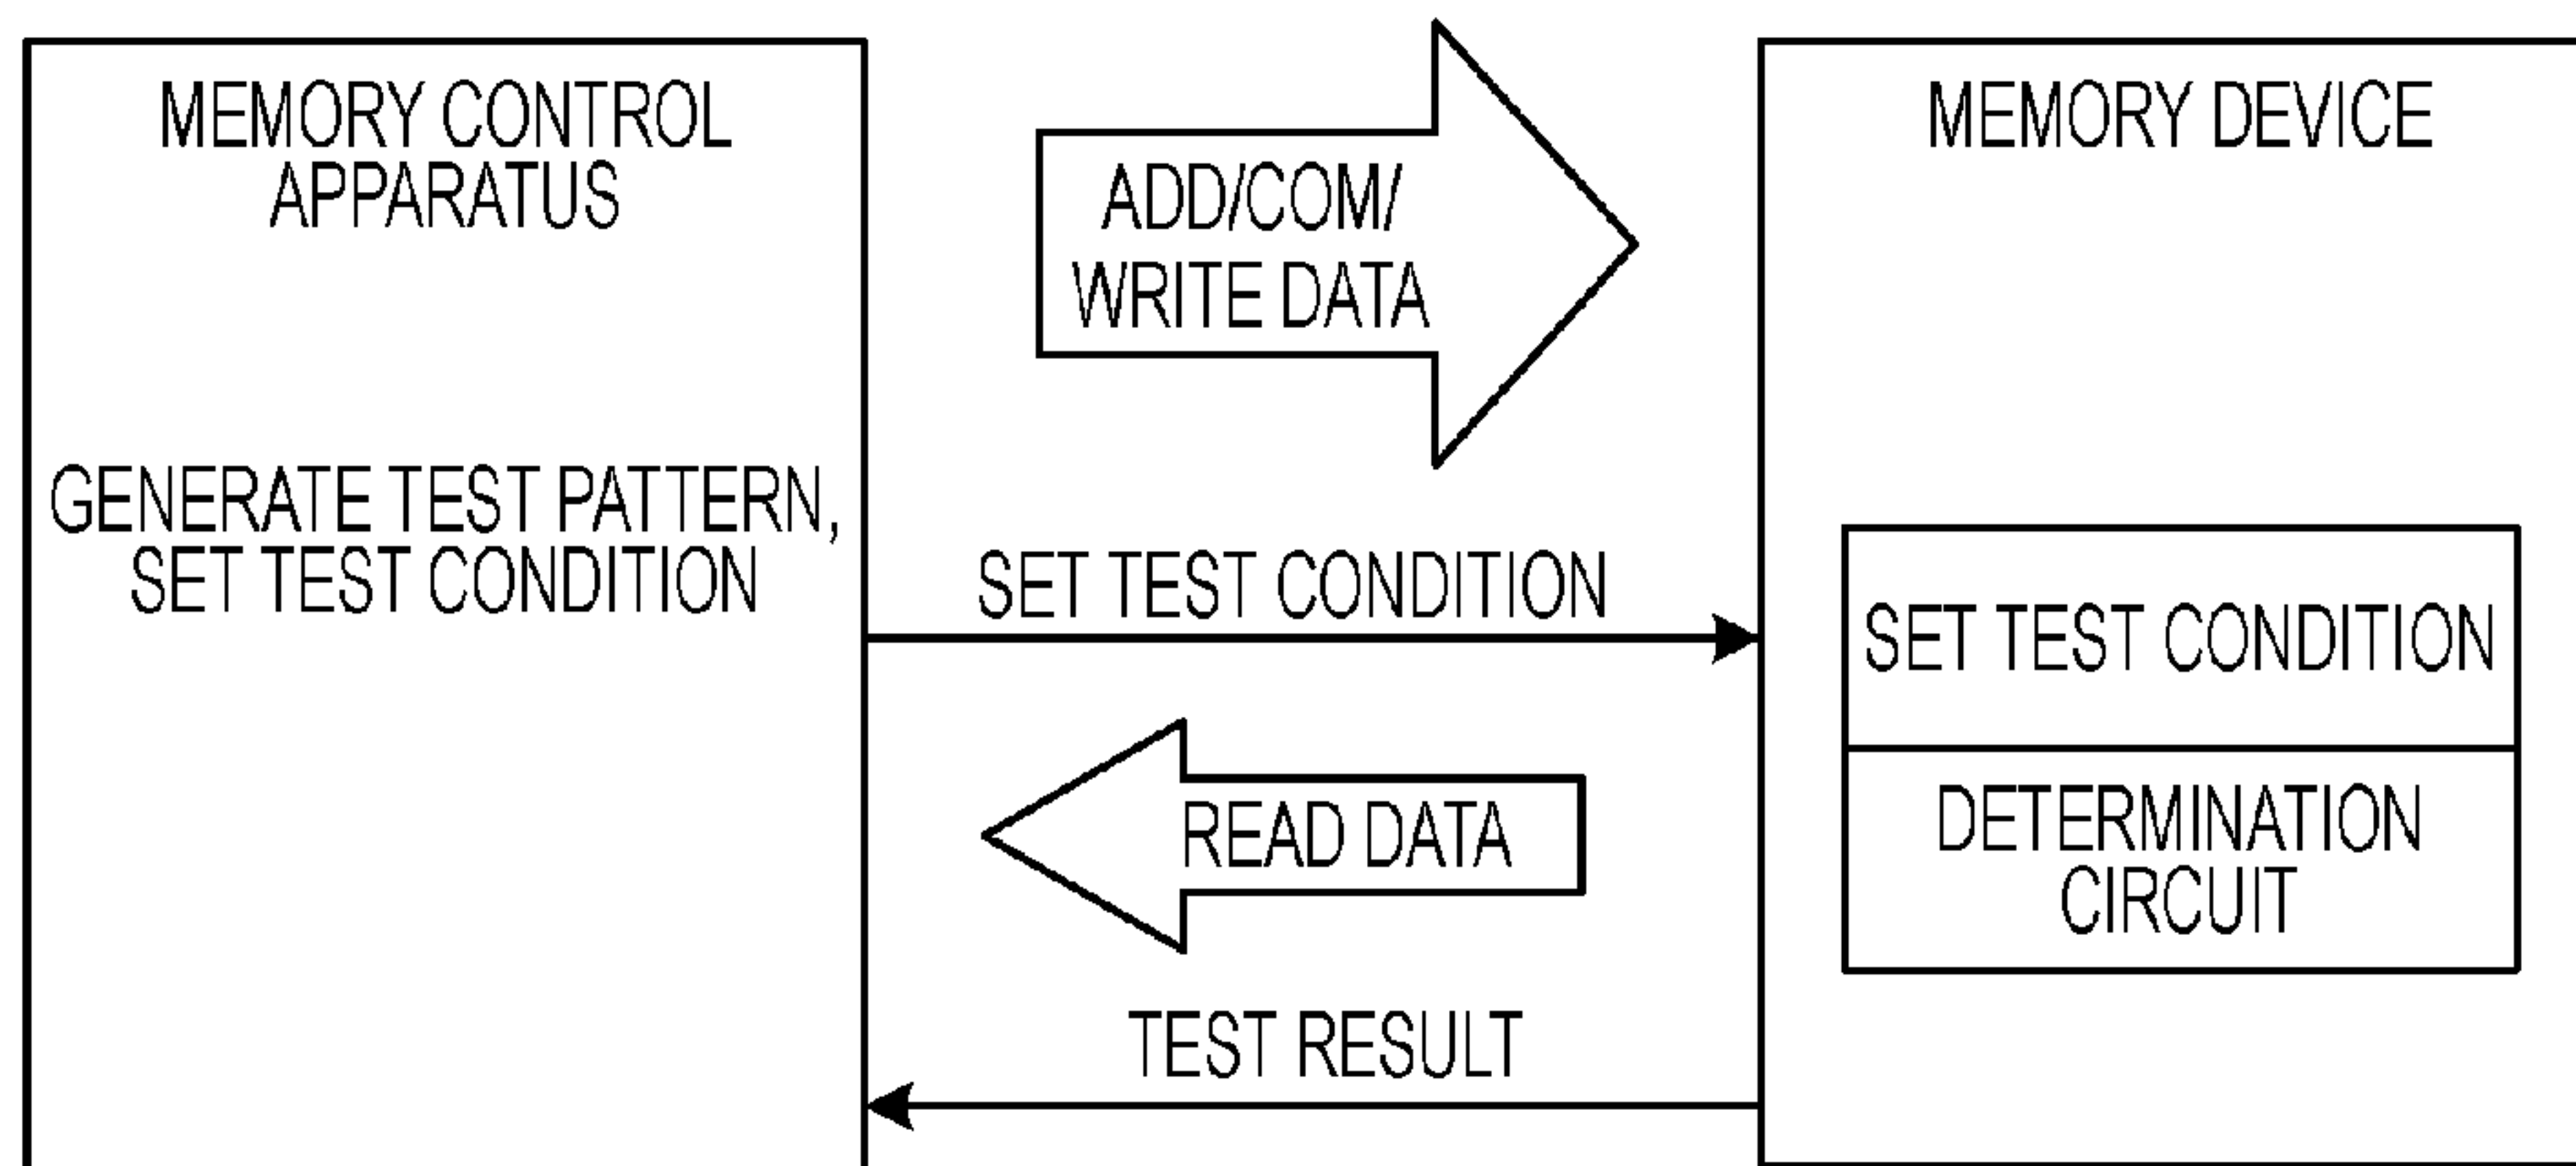 MEMORY CONTROL
APPARATUS
GENERATE TEST PATTERN,
SET TEST CONDITION
ADD/COM/
WRITE DATA
SET TEST CONDITION
READ DATA
TEST RESULT
MEMORY DEVICE
SET TEST CONDITION
DETERMINATION
CIRCUIT